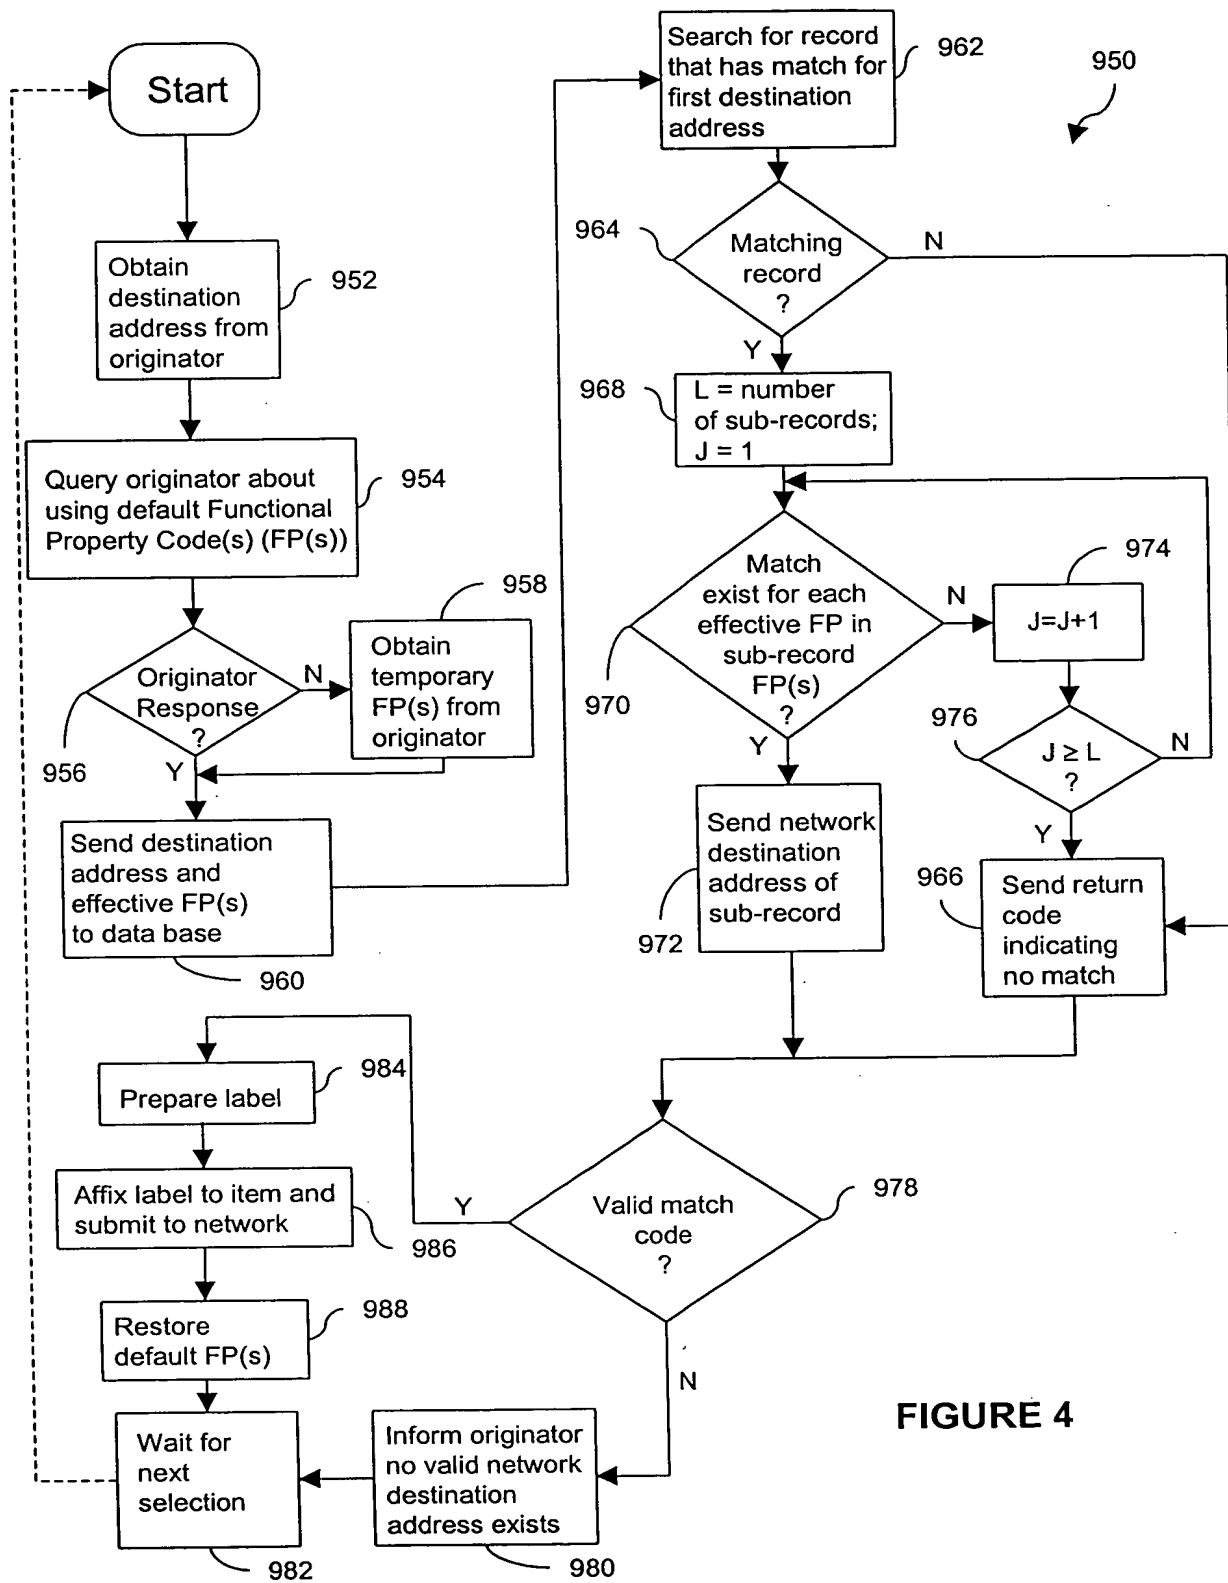 Start
Obtain
destination
address from
originator
952
Query originator about
using default Functional
Property Code(s) (FP(s))
954
958
Obtain
temporary
FP(s) from
originator
Originator
Response
?
N
956
Y
Send destination
address and
effective FP(s)
to data base
960
Search for record
that has match for
first destination
address
962
950
964
Matching
record
?
N
Y
968
L = number
of sub-records;
J = 1
Match
exist for each
effective FP in
sub-record
FP(s)
?
N
970
Y
974
J=J+1
976
J ≥ L
?
N
Y
Send network
destination
address of
sub-record
972
966
Send return
code
indicating
no match
984
Prepare label
Affix label to item and
submit to network
986
Y
Valid match
code
?
978
N
988
Restore
default FP(s)
Wait for
next
selection
982
Inform originator
no valid network
destination
address exists
980
FIGURE 4